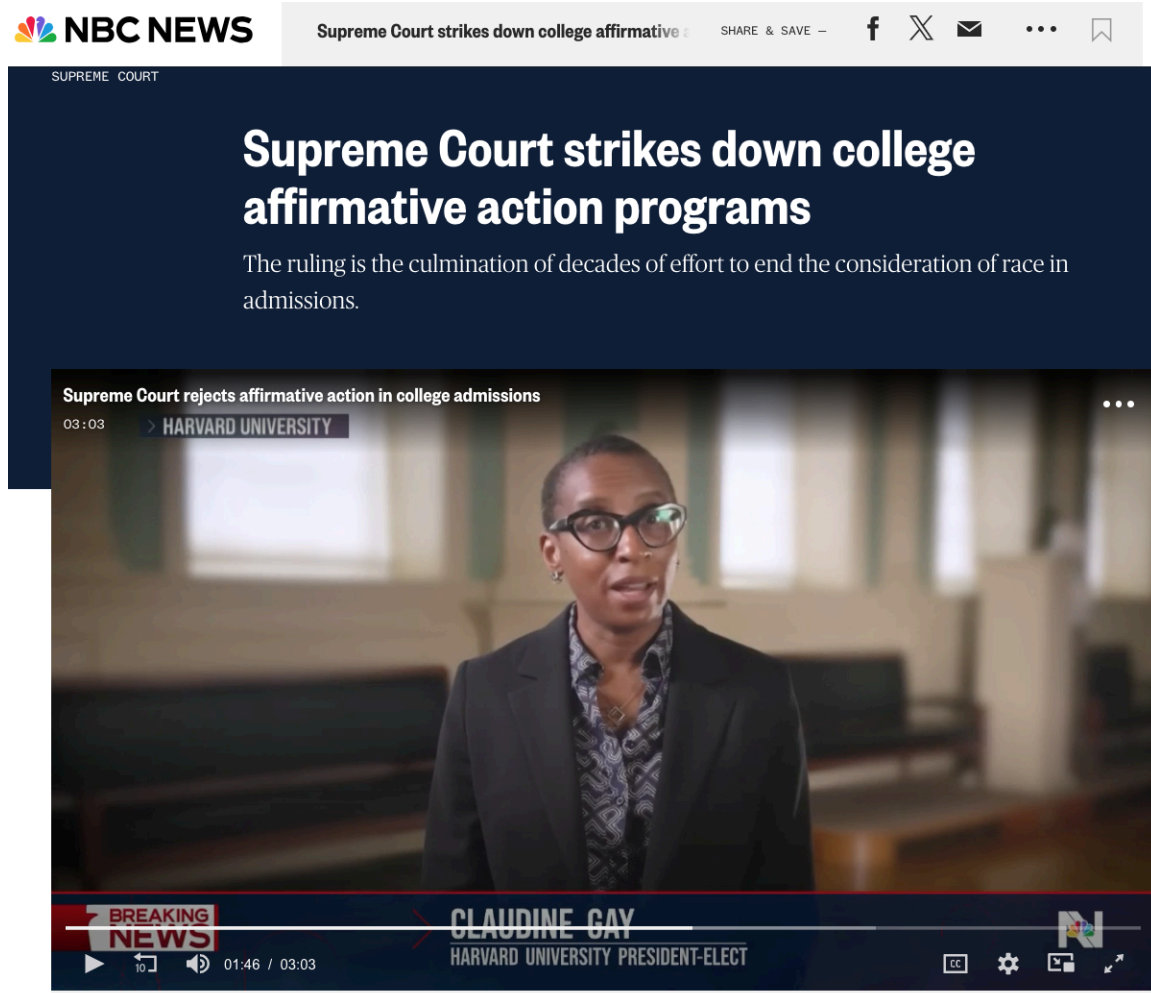 NBC NEWS
Supreme Court strikes down college affirmative
SHARE & SAVE —
SUPREME COURT
Supreme Court strikes down college
affirmative action programs
The ruling is the culmination of decades of effort to end the consideration of race in
admissions.
Supreme Court rejects affirmative action in college admissions
03:03
HARVARD UNIVERSITY
BREAKING
NEWS
CLAUDINE GAY
HARVARD UNIVERSITY PRESIDENT-ELECT
10
01:46 / 03:03
CC